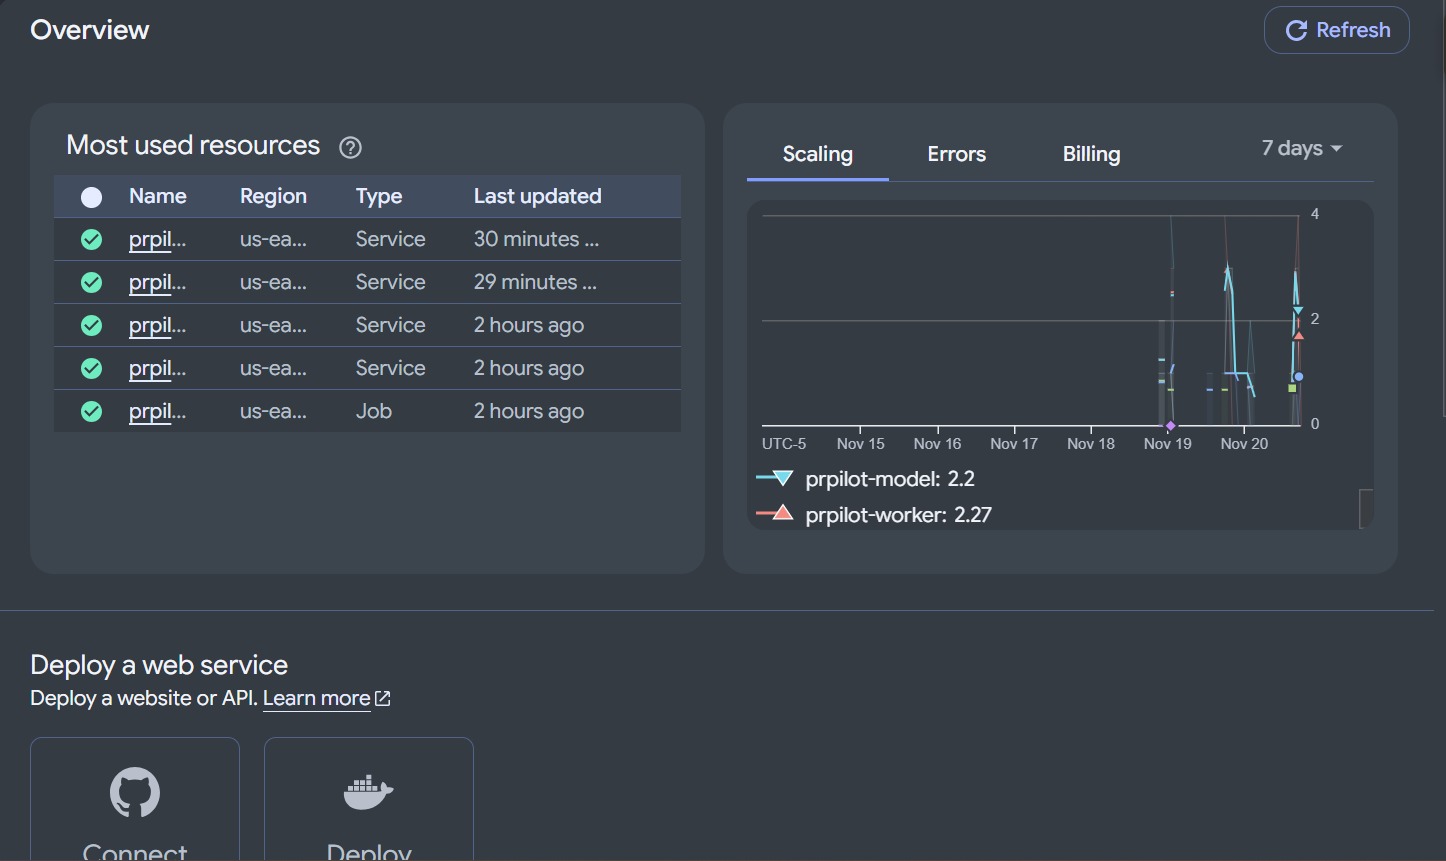 Overview
Refresh
Most used resources
Name Region Type Last updated
prpil... us-ea... Service 30 minutes ...
prpil... us-ea... Service 29 minutes ...
prpil... us-ea... Service 2 hours ago
prpil... us-ea... Service 2 hours ago
prpil... us-ea... Job 2 hours ago
Scaling Errors Billing 7 days
4
2
0
UTC-5 Nov 15 Nov 16 Nov 17 Nov 18 Nov 19 Nov 20
prpilot-model: 2.2
prpilot-worker: 2.27
Deploy a web service
Deploy a website or API. Learn more
Connect
Deploy